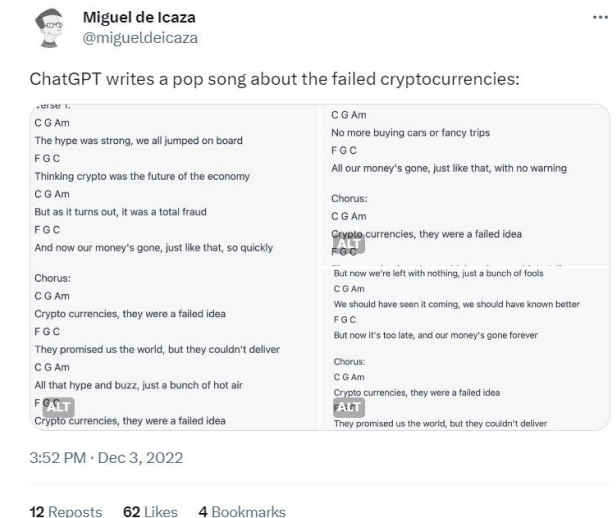 Miguel de Icaza
@migueldeicaza
ChatGPT writes a pop song about the failed cryptocurrencies:
Verse 1:
C G Am
The hype was strong, we all jumped on board
F G C
Thinking crypto was the future of the economy
C G Am
But as it turns out, it was a total fraud
F G C
And now our money's gone, just like that, so quickly
Chorus:
C G Am
Crypto currencies, they were a failed idea
F G C
They promised us the world, but they couldn't deliver
C G Am
All that hype and buzz, just a bunch of hot air
F G C
ALT
Crypto currencies, they were a failed idea
C G Am
No more buying cars or fancy trips
F G C
All our money's gone, just like that, with no warning
Chorus:
C G Am
Crypto currencies, they were a failed idea
ALT
F G C
But now we're left with nothing, just a bunch of fools
C G Am
We should have seen it coming, we should have known better
F G C
But now it's too late, and our money's gone forever
Chorus:
C G Am
Crypto currencies, they were a failed idea
ALT
They promised us the world, but they couldn't deliver
3:52 PM · Dec 3, 2022
12 Reposts 62 Likes 4 Bookmarks